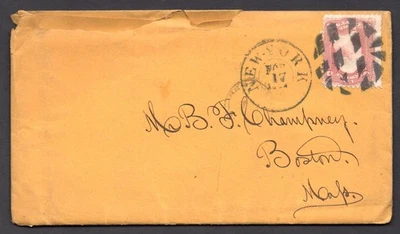 NEW-YORK
17
Mr B. F. Champney.
Boston.
Mass.